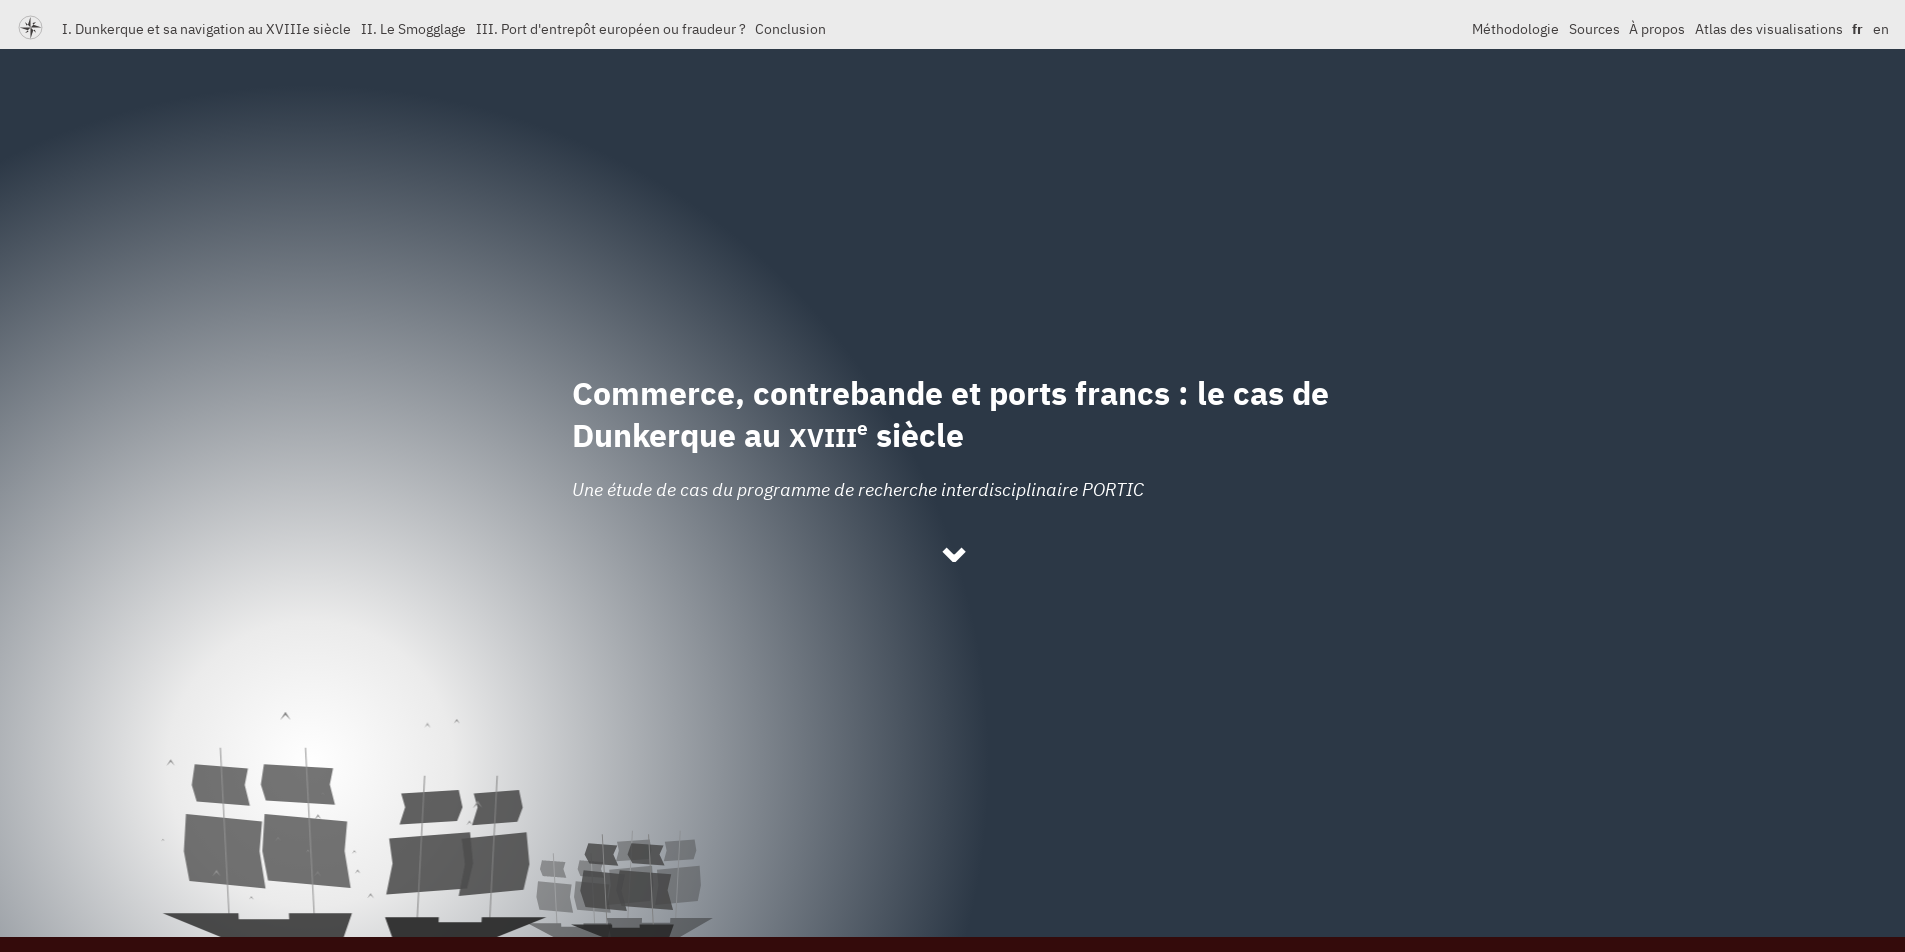 I. Dunkerque et sa navigation au XVIIIe siècle II. Le Smogglage III. Port d'entrepôt européen ou fraudeur ? Conclusion Méthodologie Sources À propos Atlas des visualisations fr en
Commerce, contrebande et ports francs : le cas de
Dunkerque au XVIIIe siècle
Une étude de cas du programme de recherche interdisciplinaire PORTIC